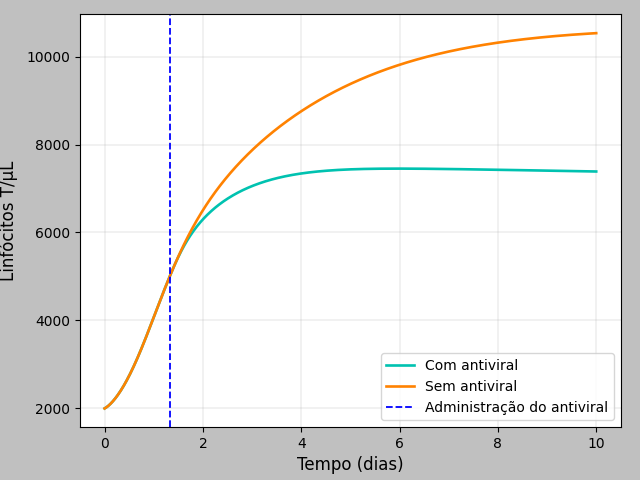 Linfócitos T/μL
10000
8000
6000
4000
2000
0 2 4 6 8 10
Tempo (dias)
Com antiviral
Sem antiviral
Administração do antiviral